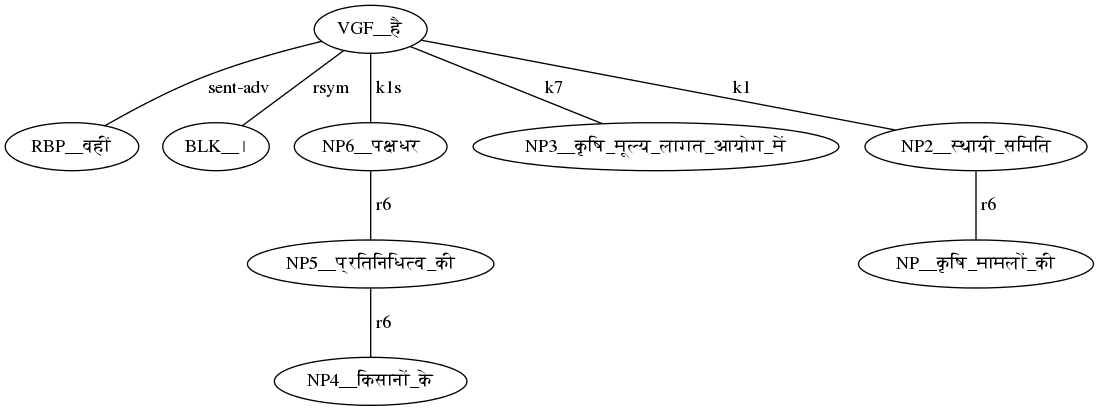 VGF__है
sent-adv rsym k1s k7 k1
RBP__वहीं BLK__। NP6__पक्षधर NP3__कृषि_मूल्य_लागत_आयोग_में NP2__स्थायी_समिति
r6 r6
NP5__प्रतिनिधित्व_की NP__कृषि_मामलों_की
r6
NP4__किसानों_के